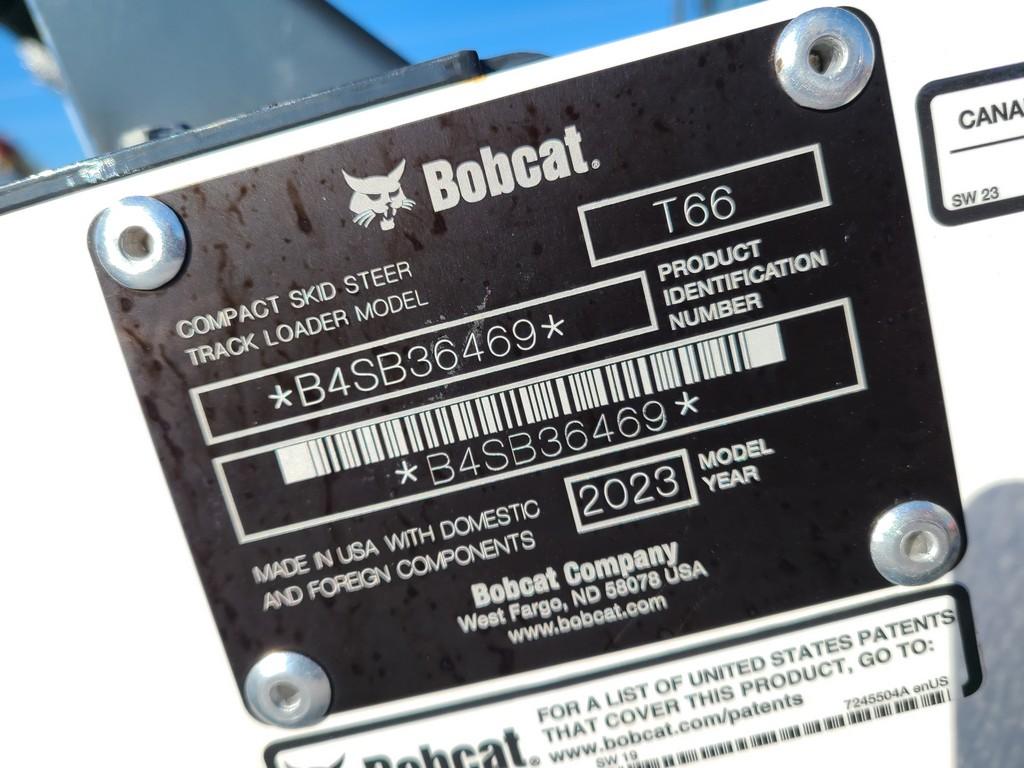 Bobcat®
T66
COMPACT SKID STEER
TRACK LOADER MODEL
*B4SB36469*
PRODUCT
IDENTIFICATION
NUMBER
*B4SB36469*
2023
MODEL
YEAR
MADE IN USA WITH DOMESTIC
AND FOREIGN COMPONENTS
Bobcat Company
West Fargo, ND 58078 USA
www.bobcat.com
CANA
SW 23
Bobcat®
FOR A LIST OF UNITED STATES PATENTS
THAT COVER THIS PRODUCT, GO TO:
www.bobcat.com/patents
7245504A enUS
SW 19